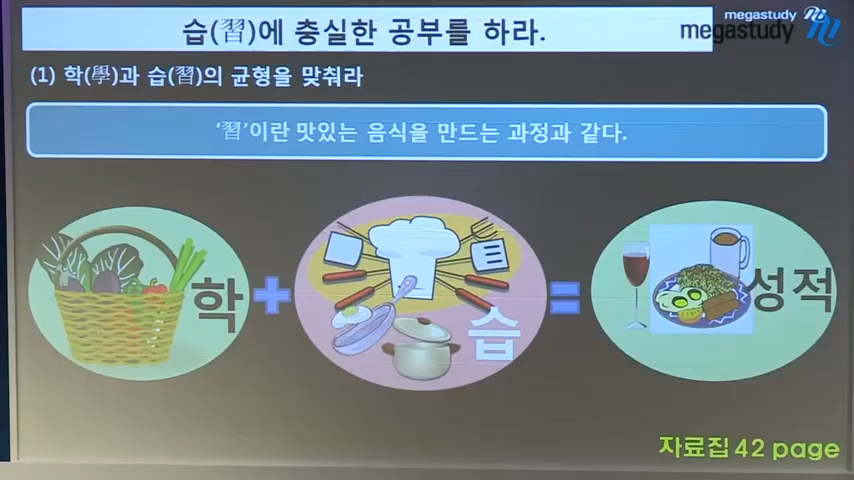 습(習)에 충실한 공부를 하라.
megastudy
megastudy
(1) 학(學)과 습(習)의 균형을 맞춰라
'習'이란 맛있는 음식을 만드는 과정과 같다.
학 + 습 = 성적
자료집 42 page